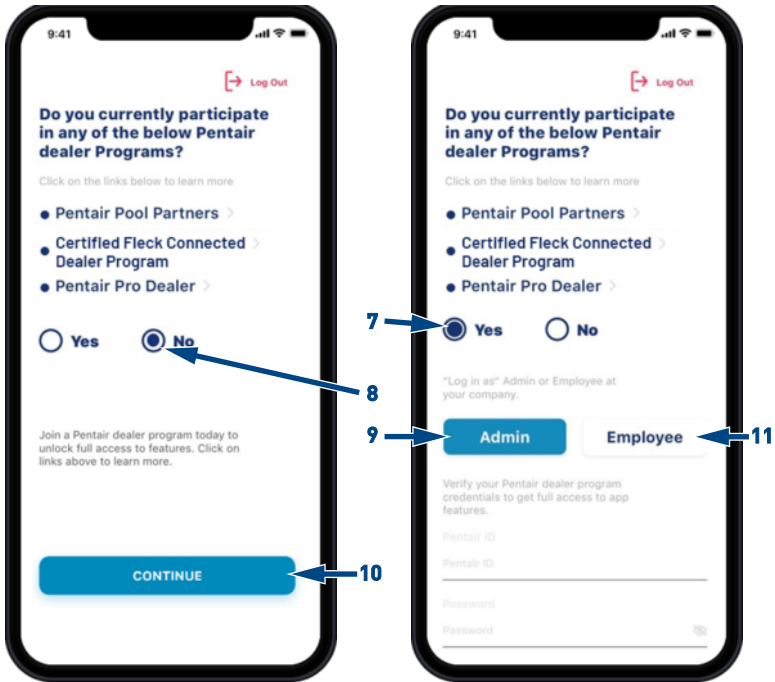 9:41
Log Out
Do you currently participate
in any of the below Pentair
dealer Programs?
Click on the links below to learn more
Pentair Pool Partners
Certified Fleck Connected
Dealer Program
Pentair Pro Dealer
Yes
No
8
Join a Pentair dealer program today to
unlock full access to features. Click on
links above to learn more.
CONTINUE
10
9:41
Log Out
Do you currently participate
in any of the below Pentair
dealer Programs?
Click on the links below to learn more
Pentair Pool Partners
Certified Fleck Connected
Dealer Program
Pentair Pro Dealer
7
Yes
No
"Log in as" Admin or Employee at
your company.
9
Admin
Employee
11
Verify your Pentair dealer program
credentials to get full access to app
features.
Pentair ID
Pentair ID
Password
Password